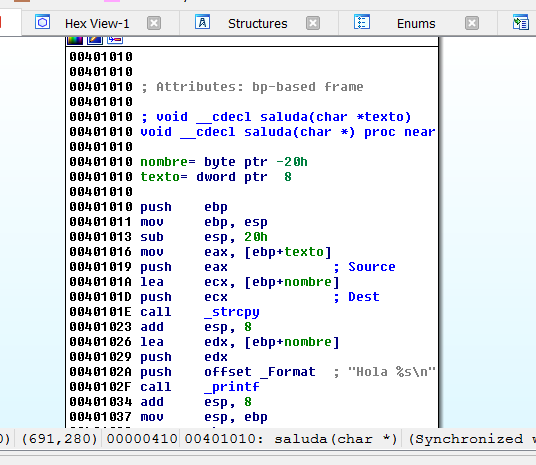 Hex View-1 Structures Enums
00401010
00401010
00401010 ; Attributes: bp-based frame
00401010
00401010 ; void __cdecl saluda(char *texto)
00401010 void __cdecl saluda(char *) proc near
00401010
00401010 nombre= byte ptr -20h
00401010 texto= dword ptr  8
00401010
00401010 push    ebp
00401011 mov     ebp, esp
00401013 sub     esp, 20h
00401016 mov     eax, [ebp+texto]
00401019 push    eax             ; Source
0040101A lea     ecx, [ebp+nombre]
0040101D push    ecx             ; Dest
0040101E call    _strcpy
00401023 add     esp, 8
00401026 lea     edx, [ebp+nombre]
00401029 push    edx
0040102A push    offset _Format  ; "Hola %s\n"
0040102F call    _printf
00401034 add     esp, 8
00401037 mov     esp, ebp
) (691,280) 00000410 00401010: saluda(char *) (Synchronized